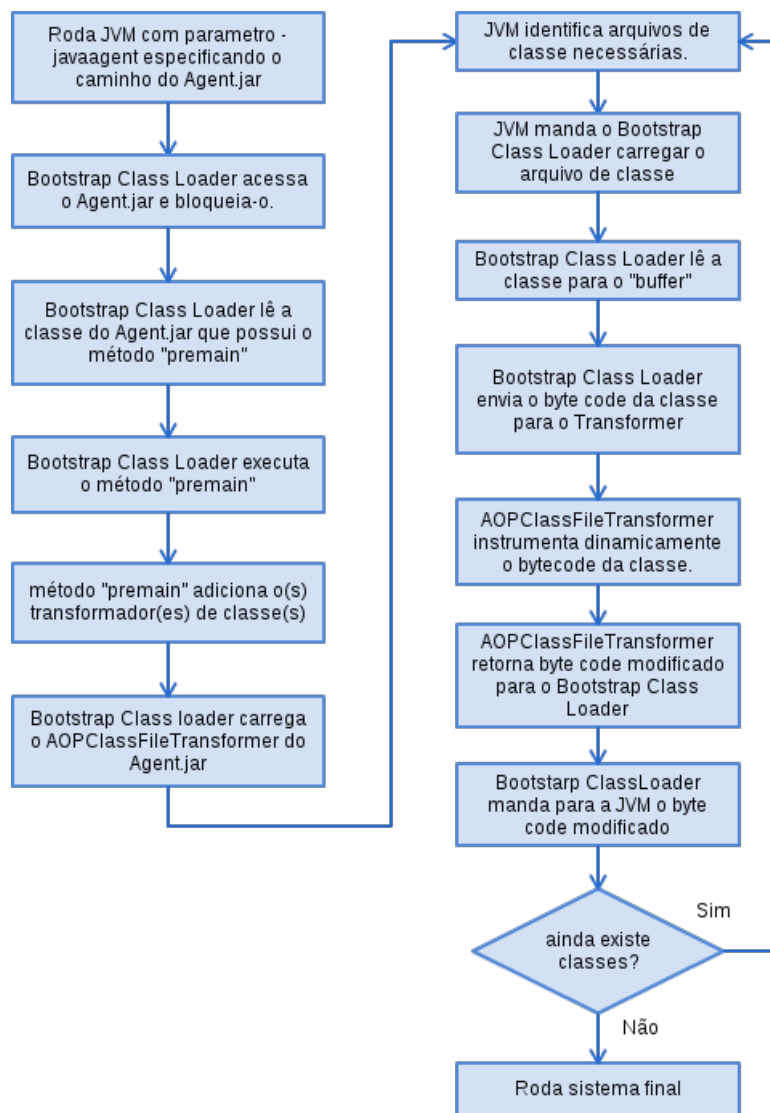 Roda JVM com parametro -
javaagent especificando o
caminho do Agent.jar
Bootstrap Class Loader acessa
o Agent.jar e bloqueia-o.
Bootstrap Class Loader lê a
classe do Agent.jar que possui o
método "premain"
Bootstrap Class Loader executa
o método "premain"
método "premain" adiciona o(s)
transformador(es) de classe(s)
Bootstrap Class loader carrega
o AOPClassFileTransformer do
Agent.jar
JVM identifica arquivos de
classe necessárias.
JVM manda o Bootstrap
Class Loader carregar o
arquivo de classe
Bootstrap Class Loader lê a
classe para o "buffer"
Bootstrap Class Loader
envia o byte code da classe
para o Transformer
AOPClassFileTransformer
instrumenta dinamicamente
o bytecode da classe.
AOPClassFileTransformer
retorna byte code modificado
para o Bootstrap Class
Loader
Bootstarp ClassLoader
manda para a JVM o byte
code modificado
Sim
ainda existe
classes?
Não
Roda sistema final